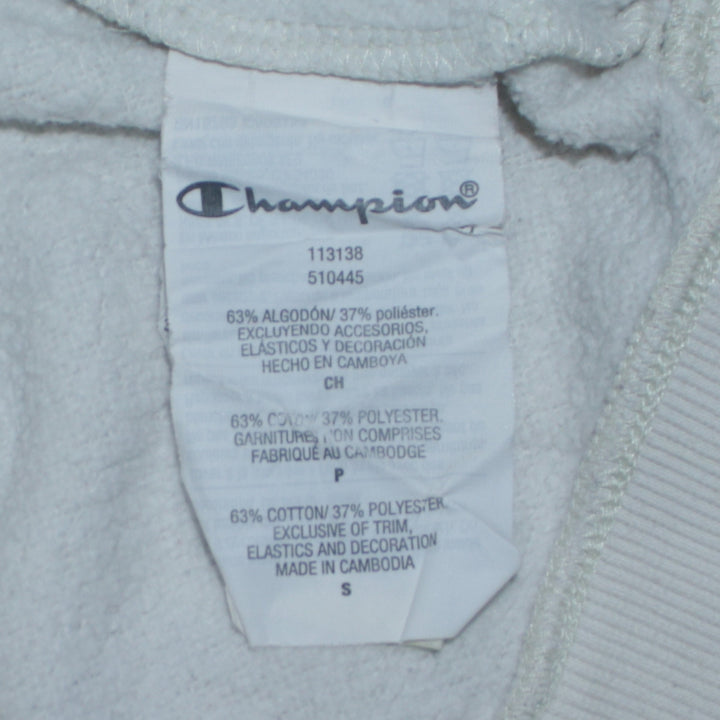 Champion®
113138
510445
63% ALGODÓN/ 37% poliéster.
EXCLUYENDO ACCESORIOS,
ELÁSTICOS Y DECORACIÓN
HECHO EN CAMBOYA
CH
63% COTON/ 37% POLYESTER.
GARNITURES NON COMPRISES
FABRIQUÉ AU CAMBODGE
P
63% COTTON/ 37% POLYESTER.
EXCLUSIVE OF TRIM,
ELASTICS AND DECORATION
MADE IN CAMBODIA
S